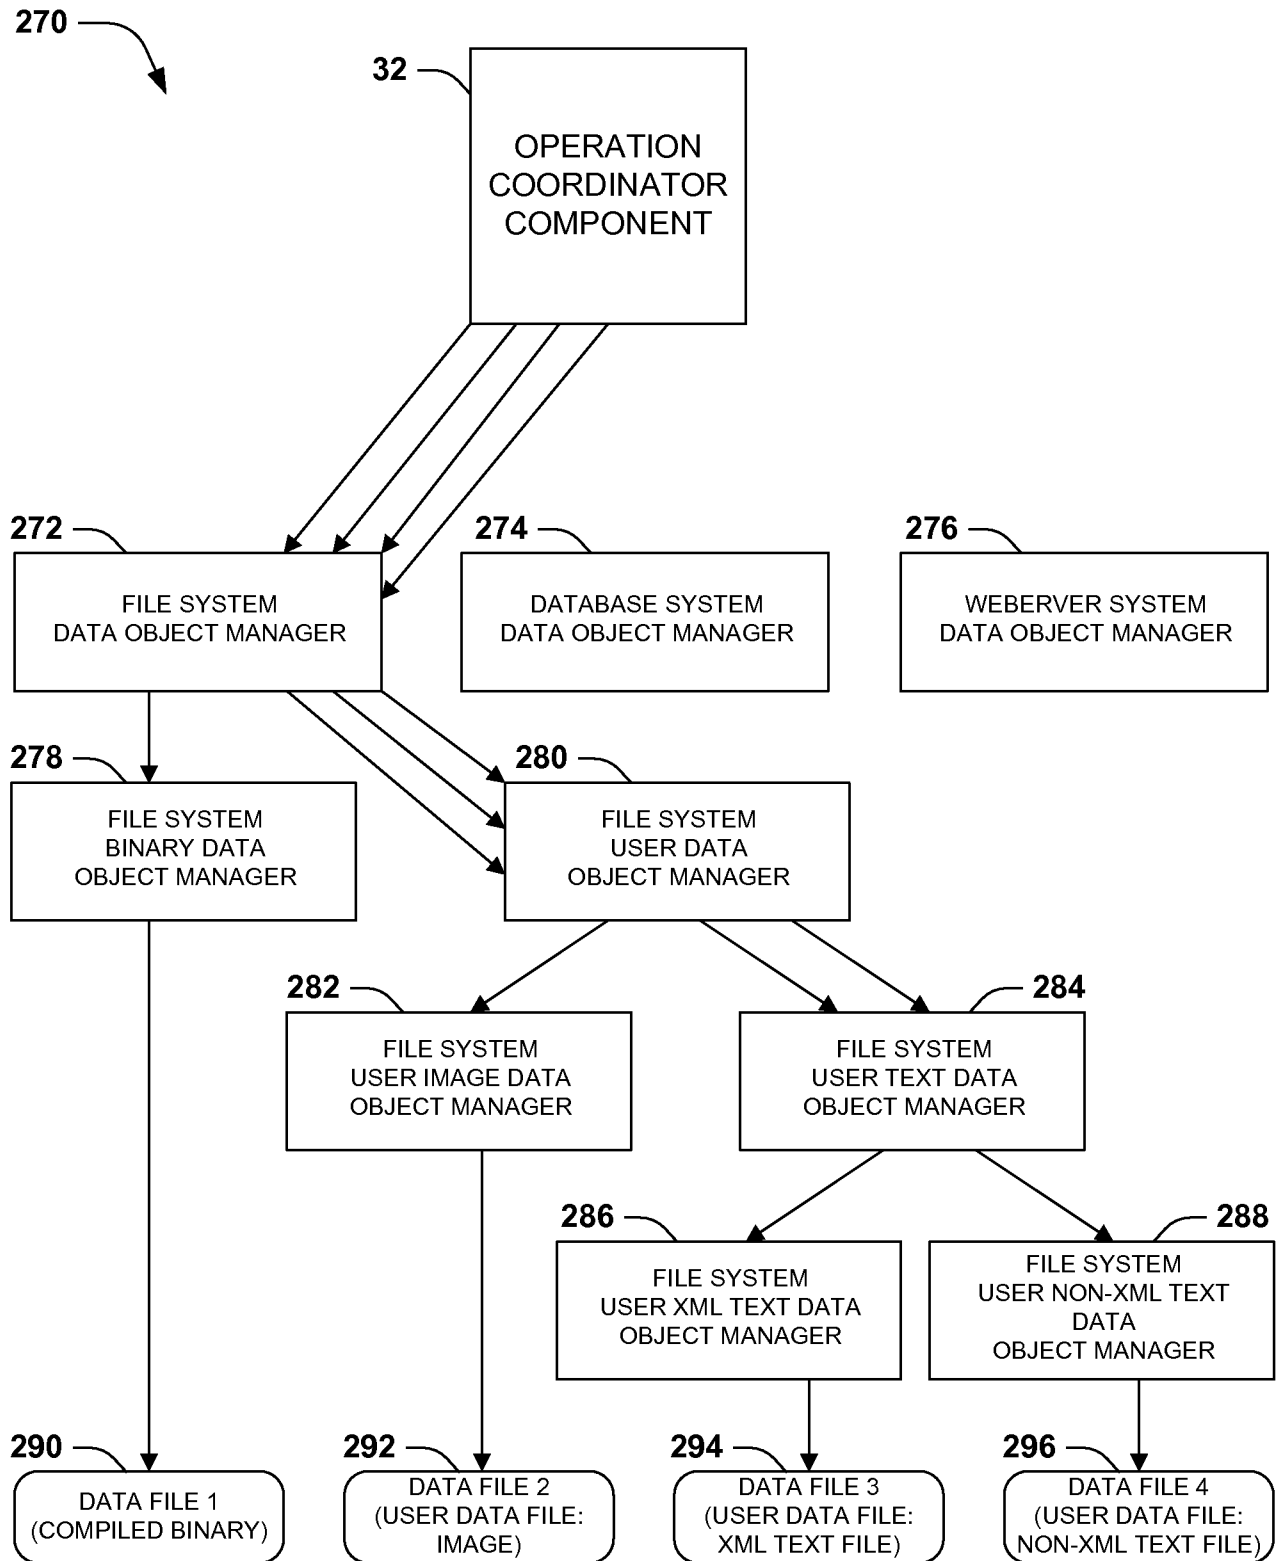 270
32
OPERATION
COORDINATOR
COMPONENT
272
274
276
FILE SYSTEM
DATA OBJECT MANAGER
DATABASE SYSTEM
DATA OBJECT MANAGER
WEBERVER SYSTEM
DATA OBJECT MANAGER
278
280
FILE SYSTEM
BINARY DATA
OBJECT MANAGER
FILE SYSTEM
USER DATA
OBJECT MANAGER
282
284
FILE SYSTEM
USER IMAGE DATA
OBJECT MANAGER
FILE SYSTEM
USER TEXT DATA
OBJECT MANAGER
286
288
FILE SYSTEM
USER XML TEXT DATA
OBJECT MANAGER
FILE SYSTEM
USER NON-XML TEXT
DATA
OBJECT MANAGER
290
292
294
296
DATA FILE 1
(COMPILED BINARY)
DATA FILE 2
(USER DATA FILE:
IMAGE)
DATA FILE 3
(USER DATA FILE:
XML TEXT FILE)
DATA FILE 4
(USER DATA FILE:
NON-XML TEXT FILE)